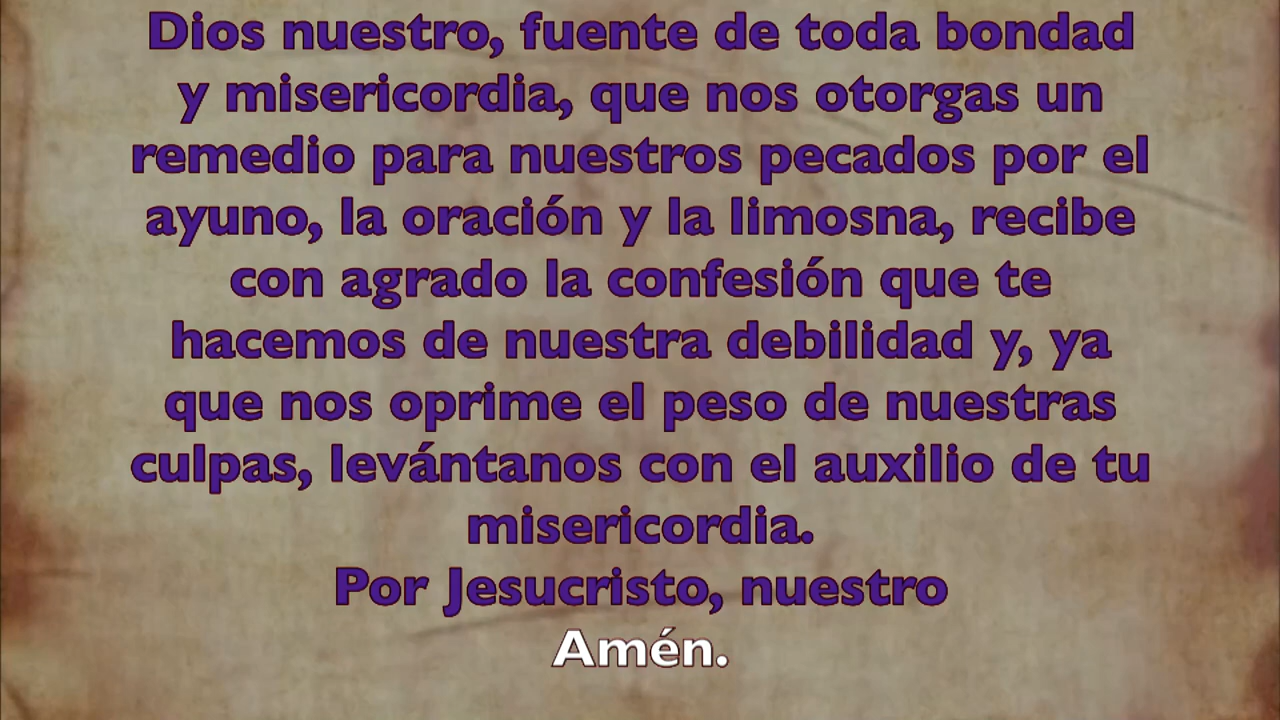 Dios nuestro, fuente de toda bondad
y misericordia, que nos otorgas un
remedio para nuestros pecados por el
ayuno, la oración y la limosna, recibe
con agrado la confesión que te
hacemos de nuestra debilidad y, ya
que nos oprime el peso de nuestras
culpas, levántanos con el auxilio de tu
misericordia.
Por Jesucristo, nuestro
Amén.